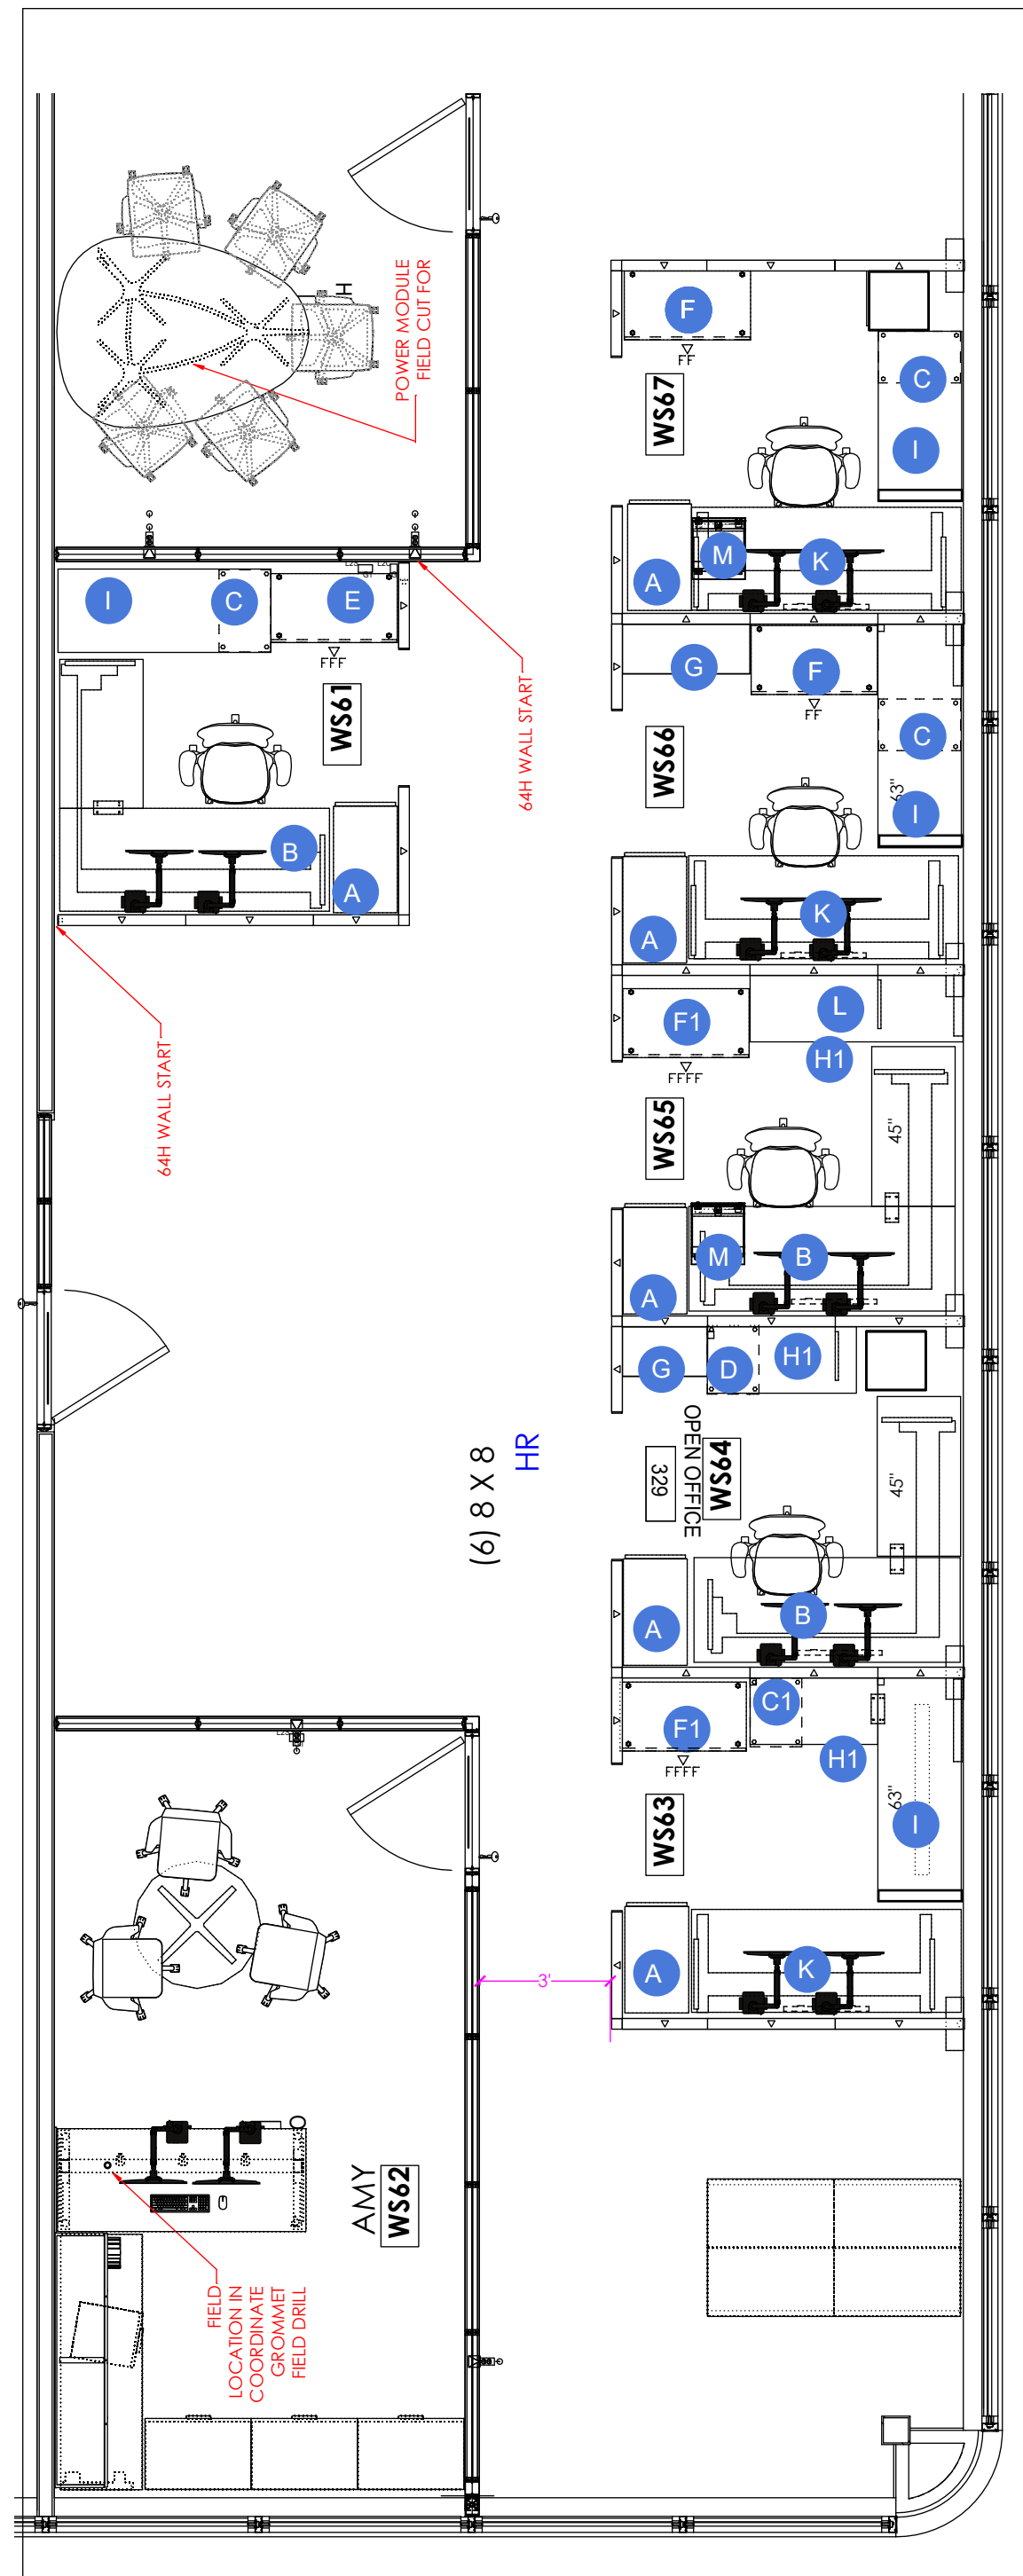 H
POWER MODULE
FIELD CUT FOR
F
FF
WS67
C
I
A
M
K
I
C
E
FFF
WS61
64H WALL START
B
A
G
F
FF
WS66
C
63"
I
A
K
64H WALL START
F1
FFFF
L
H1
WS65
45"
A
M
B
G
D
H1
(6) 8 X 8
HR
OPEN OFFICE
329
WS64
45"
A
B
F1
FFFF
C1
H1
WS63
63"
I
A
K
3'
O
AMY
WS62
FIELD
LOCATION IN
COORDINATE
GROMMET
FIELD DRILL